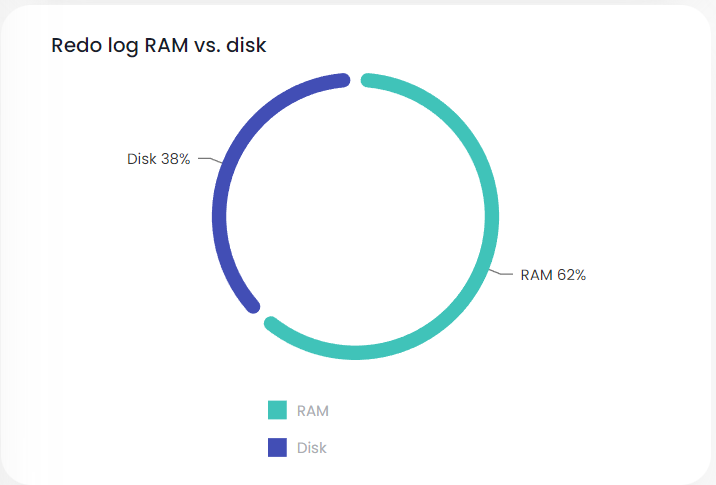 Redo log RAM vs. disk
Disk 38%
RAM 62%
RAM
Disk